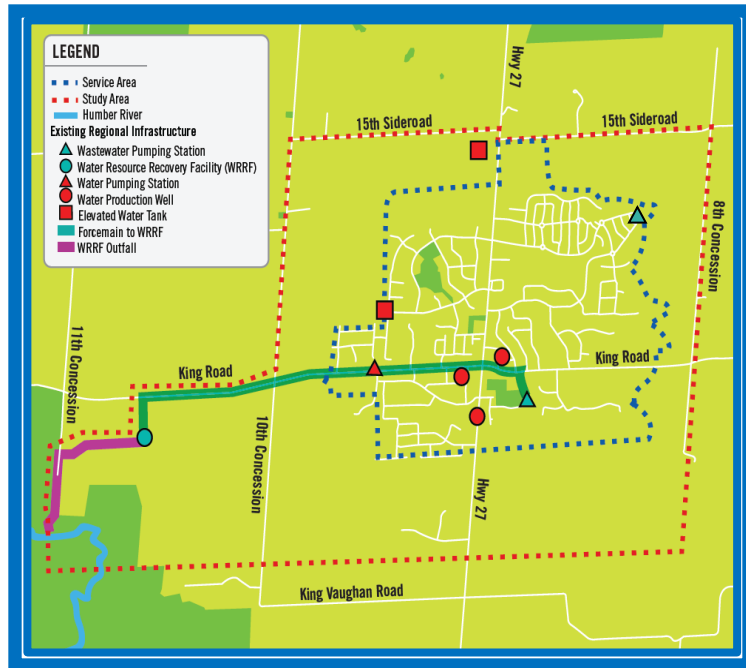 LEGEND
Service Area
Study Area
Humber River
Existing Regional Infrastructure
Wastewater Pumping Station
Water Resource Recovery Facility (WRRF)
Water Pumping Station
Water Production Well
Elevated Water Tank
Forcemain to WRRF
WRRF Outfall
Hwy 27
15th Sideroad
15th Sideroad
8th Concession
11th Concession
King Road
King Road
10th Concession
Hwy 27
King Vaughan Road